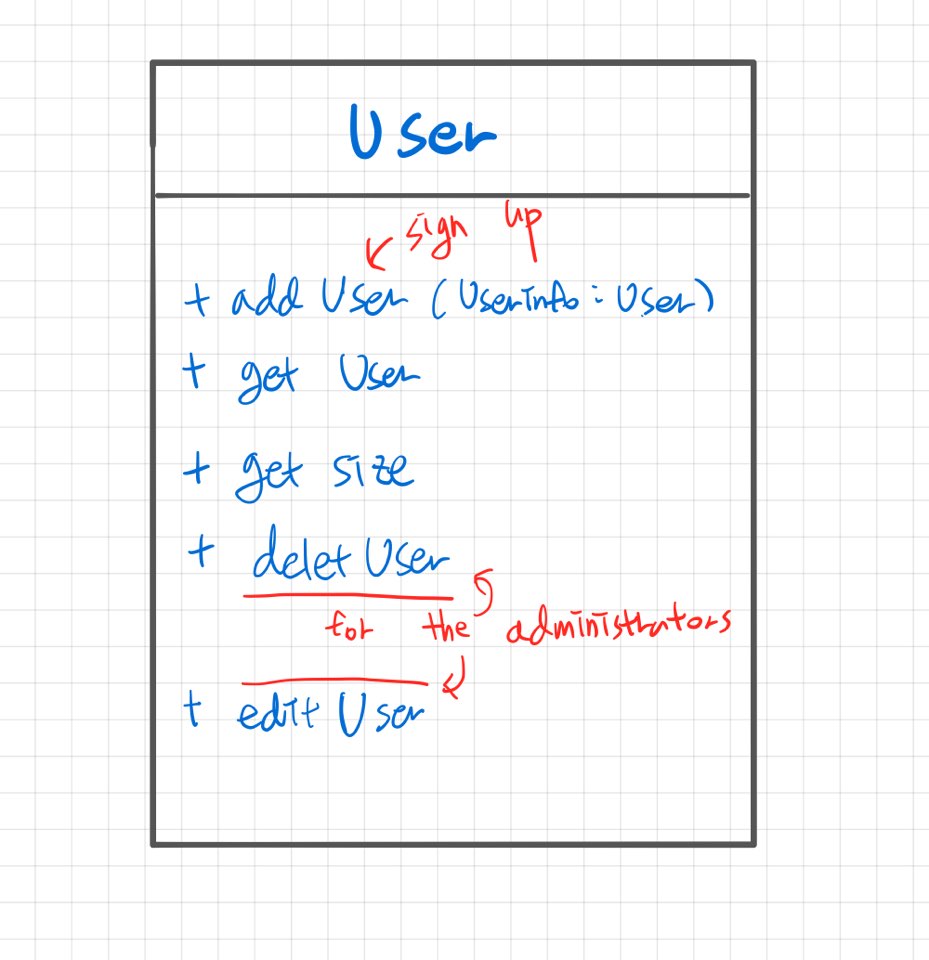 User
sign up
+ add User (UserInfo : User)
+ get User
+ get size
+ delet User
for the administrators
+ edit User